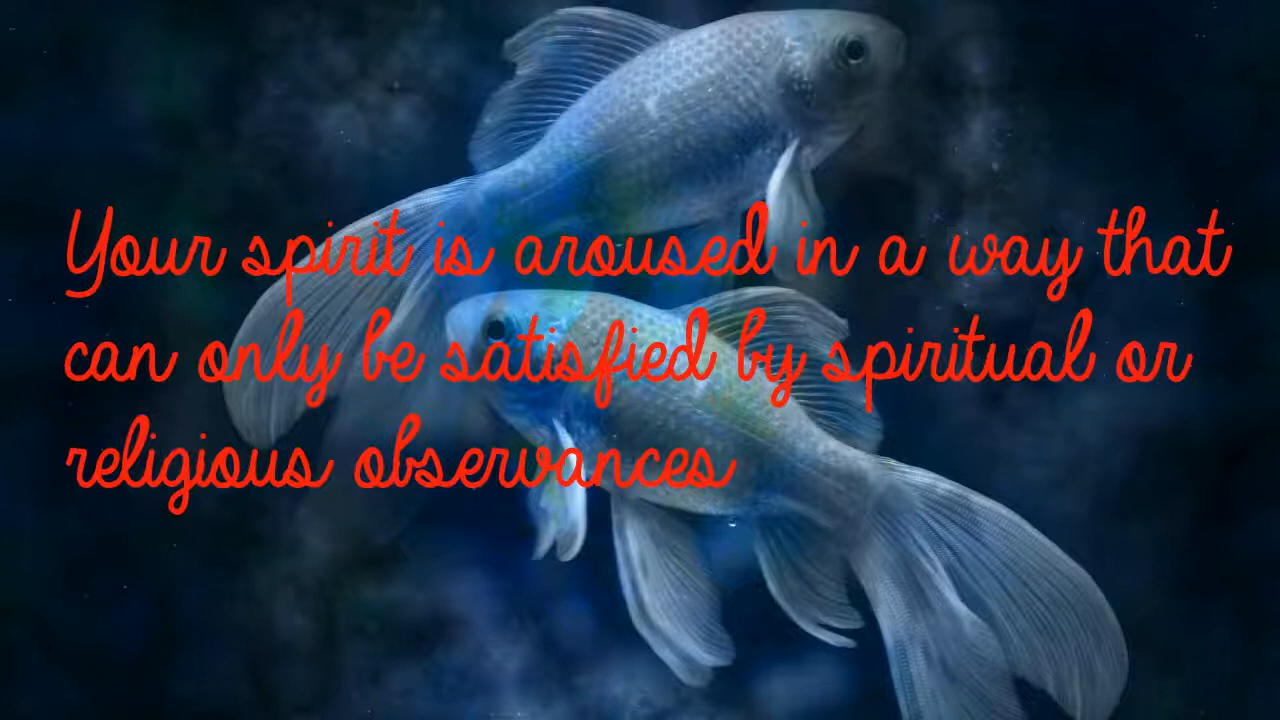 Your spirit is aroused in a way that
can only be satisfied by spiritual or
religious observances